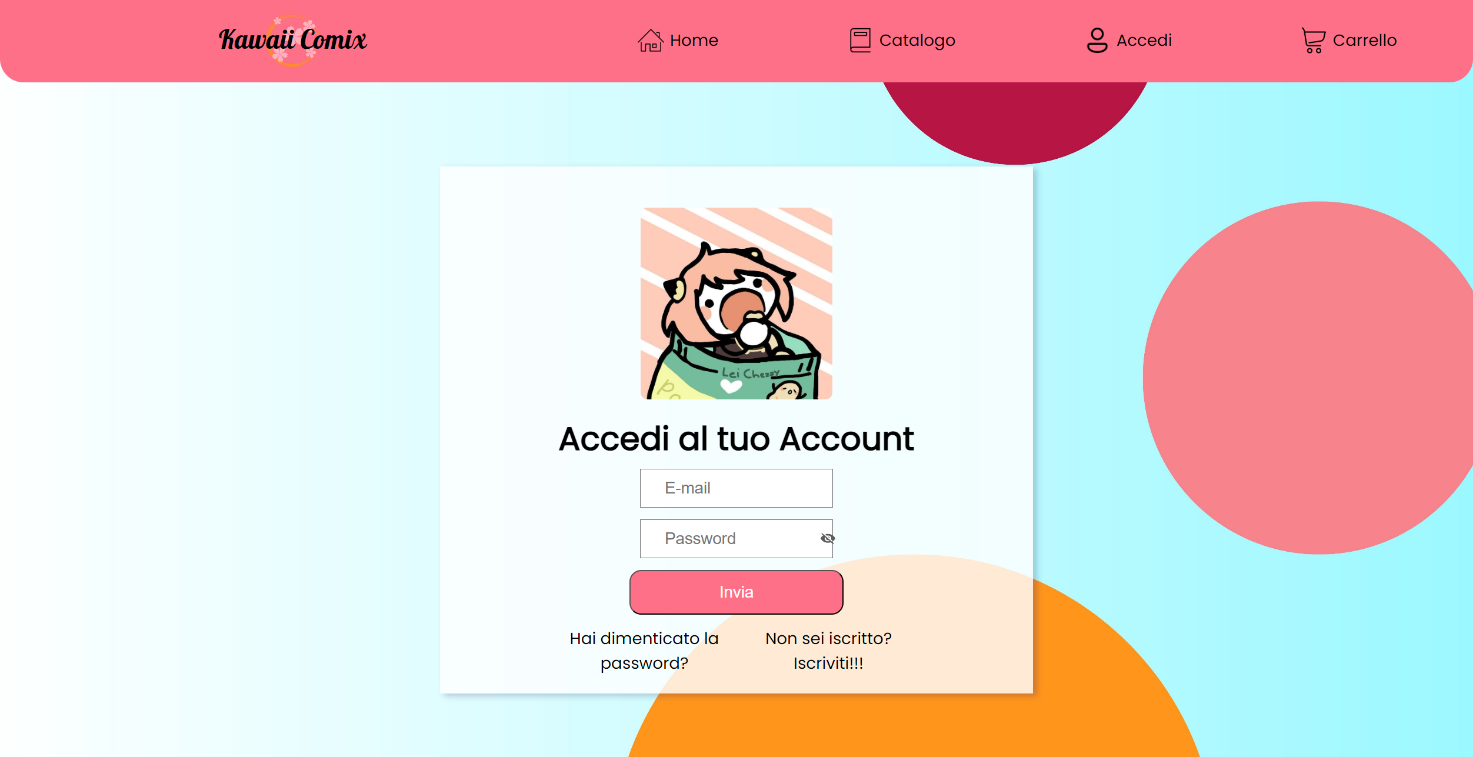 Kawaii Comix
Home
Catalogo
Accedi
Carrello
Lei Cheezy
Accedi al tuo Account
E-mail
Password
Invia
Hai dimenticato la
password?
Non sei iscritto?
Iscriviti!!!